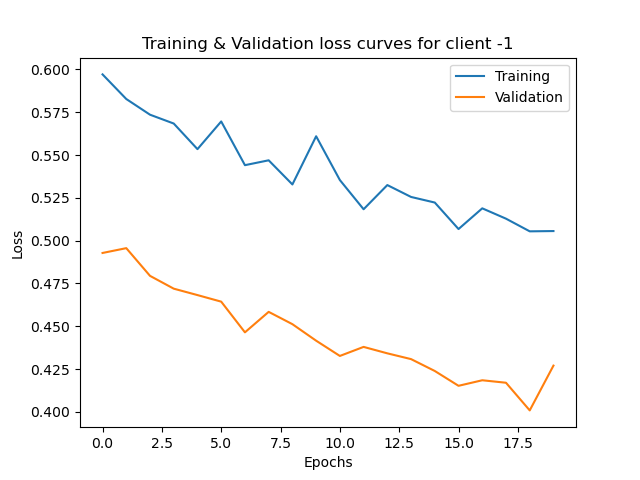 Training & Validation loss curves for client -1
Training
Validation
0.600
0.575
0.550
0.525
0.500
0.475
0.450
0.425
0.400
Loss
0.0 2.5 5.0 7.5 10.0 12.5 15.0 17.5
Epochs